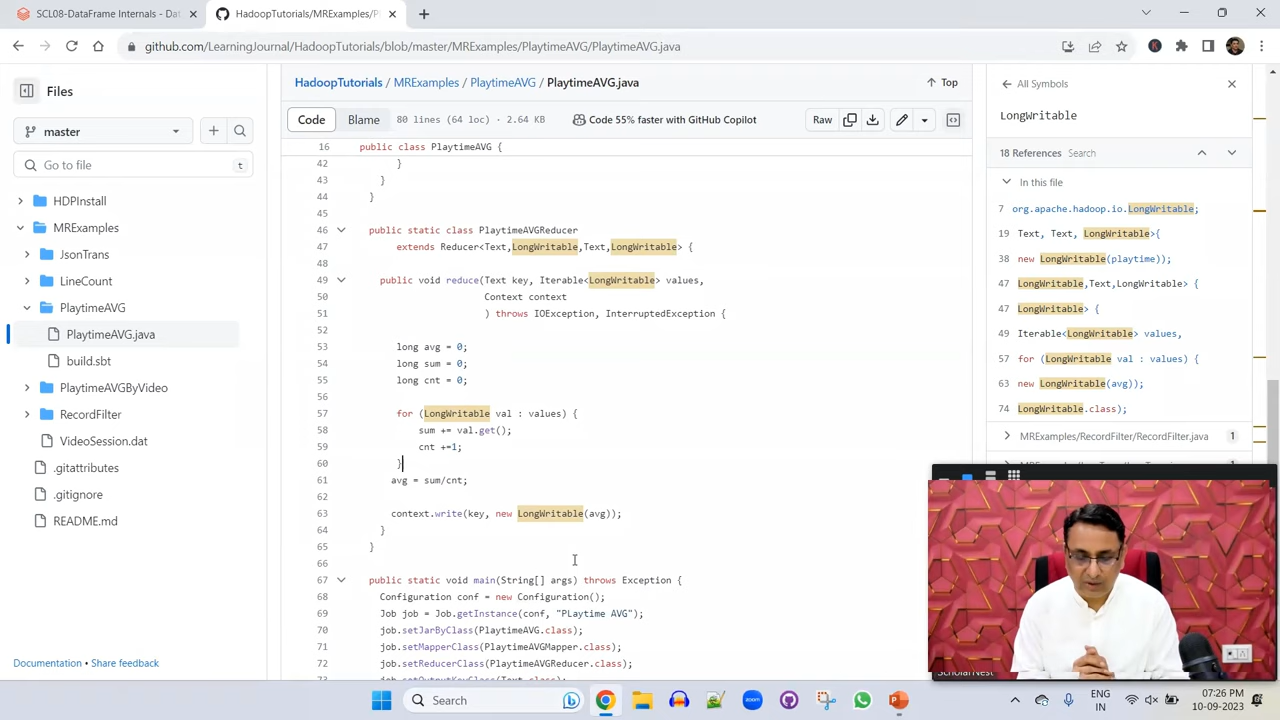 SCL08-DataFrame Internals - Dat
HadoopTutorials/MRExamples/Pl
github.com/LearningJournal/HadoopTutorials/blob/master/MRExamples/PlaytimeAVG/PlaytimeAVG.java
K
Files
master
Go to file
t
HDPInstall
MRExamples
JsonTrans
LineCount
PlaytimeAVG
PlaytimeAVG.java
build.sbt
PlaytimeAVGByVideo
RecordFilter
VideoSession.dat
.gitattributes
.gitignore
README.md
Documentation • Share feedback
HadoopTutorials / MRExamples / PlaytimeAVG / PlaytimeAVG.java
Top
Code Blame 80 lines (64 loc) · 2.64 KB Code 55% faster with GitHub Copilot
Raw
16 public class PlaytimeAVG {
42 }
43 }
44 }
45
46 public static class PlaytimeAVGReducer
47 extends Reducer<Text,LongWritable,Text,LongWritable> {
48
49 public void reduce(Text key, Iterable<LongWritable> values,
50 Context context
51 ) throws IOException, InterruptedException {
52
53 long avg = 0;
54 long sum = 0;
55 long cnt = 0;
56
57 for (LongWritable val : values) {
58 sum += val.get();
59 cnt +=1;
60 }
61 avg = sum/cnt;
62
63 context.write(key, new LongWritable(avg));
64 }
65 }
66
67 public static void main(String[] args) throws Exception {
68 Configuration conf = new Configuration();
69 Job job = Job.getInstance(conf, "PLaytime AVG");
70 job.setJarByClass(PlaytimeAVG.class);
71 job.setMapperClass(PlaytimeAVGMapper.class);
72 job.setReducerClass(PlaytimeAVGReducer.class);
73 job.setOutputKeyClass(Text.class);
All Symbols
LongWritable
18 References Search
In this file
7 org.apache.hadoop.io.LongWritable;
19 Text, Text, LongWritable>{
38 new LongWritable(playtime));
47 LongWritable,Text,LongWritable> {
47 LongWritable> {
49 Iterable<LongWritable> values,
57 for (LongWritable val : values) {
63 new LongWritable(avg));
74 LongWritable.class);
MRExamples/RecordFilter/RecordFilter.java 1
ScholarNest
Search
zoom
ENG
IN
07:26 PM
10-09-2023